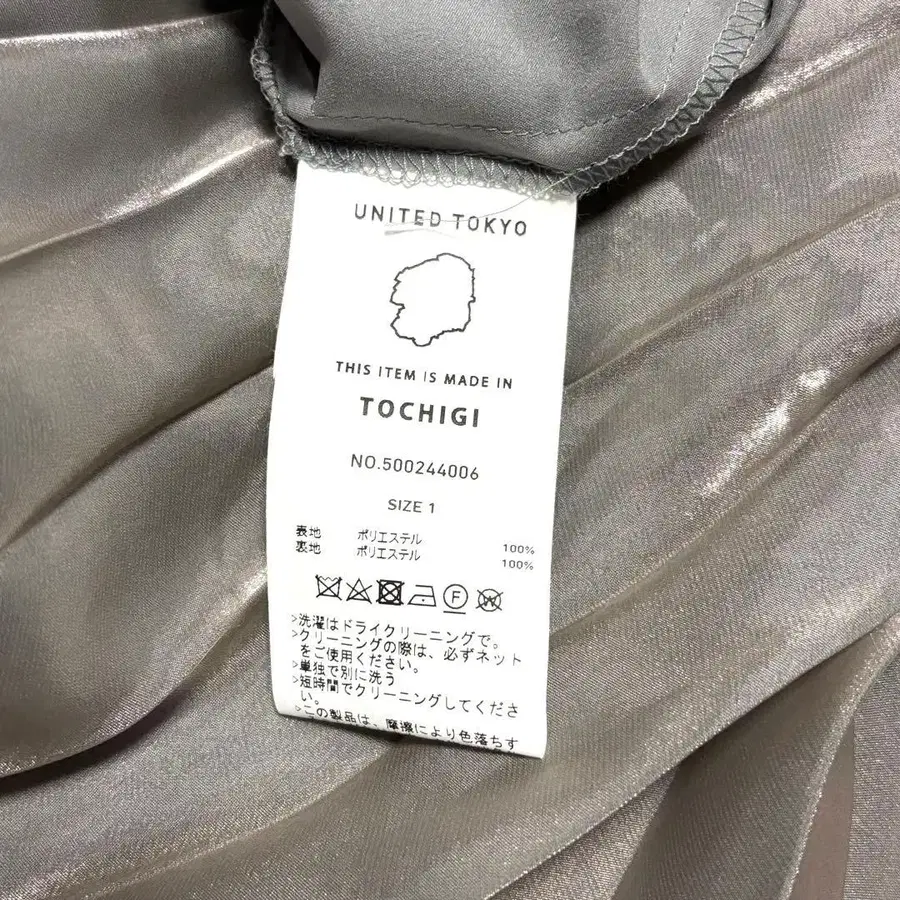 UNITED TOKYO
THIS ITEM IS MADE IN
TOCHIGI
NO.500244006
SIZE 1
表地 ポリエステル 100%
裏地 ポリエステル 100%
F
W
>洗濯はドライクリーニングで。
>クリーニングの際は、必ずネット
をご使用ください。
>単独で別に洗う
>短時間でクリーニングしてくださ
い。
>この製品は、摩擦により色落ちす